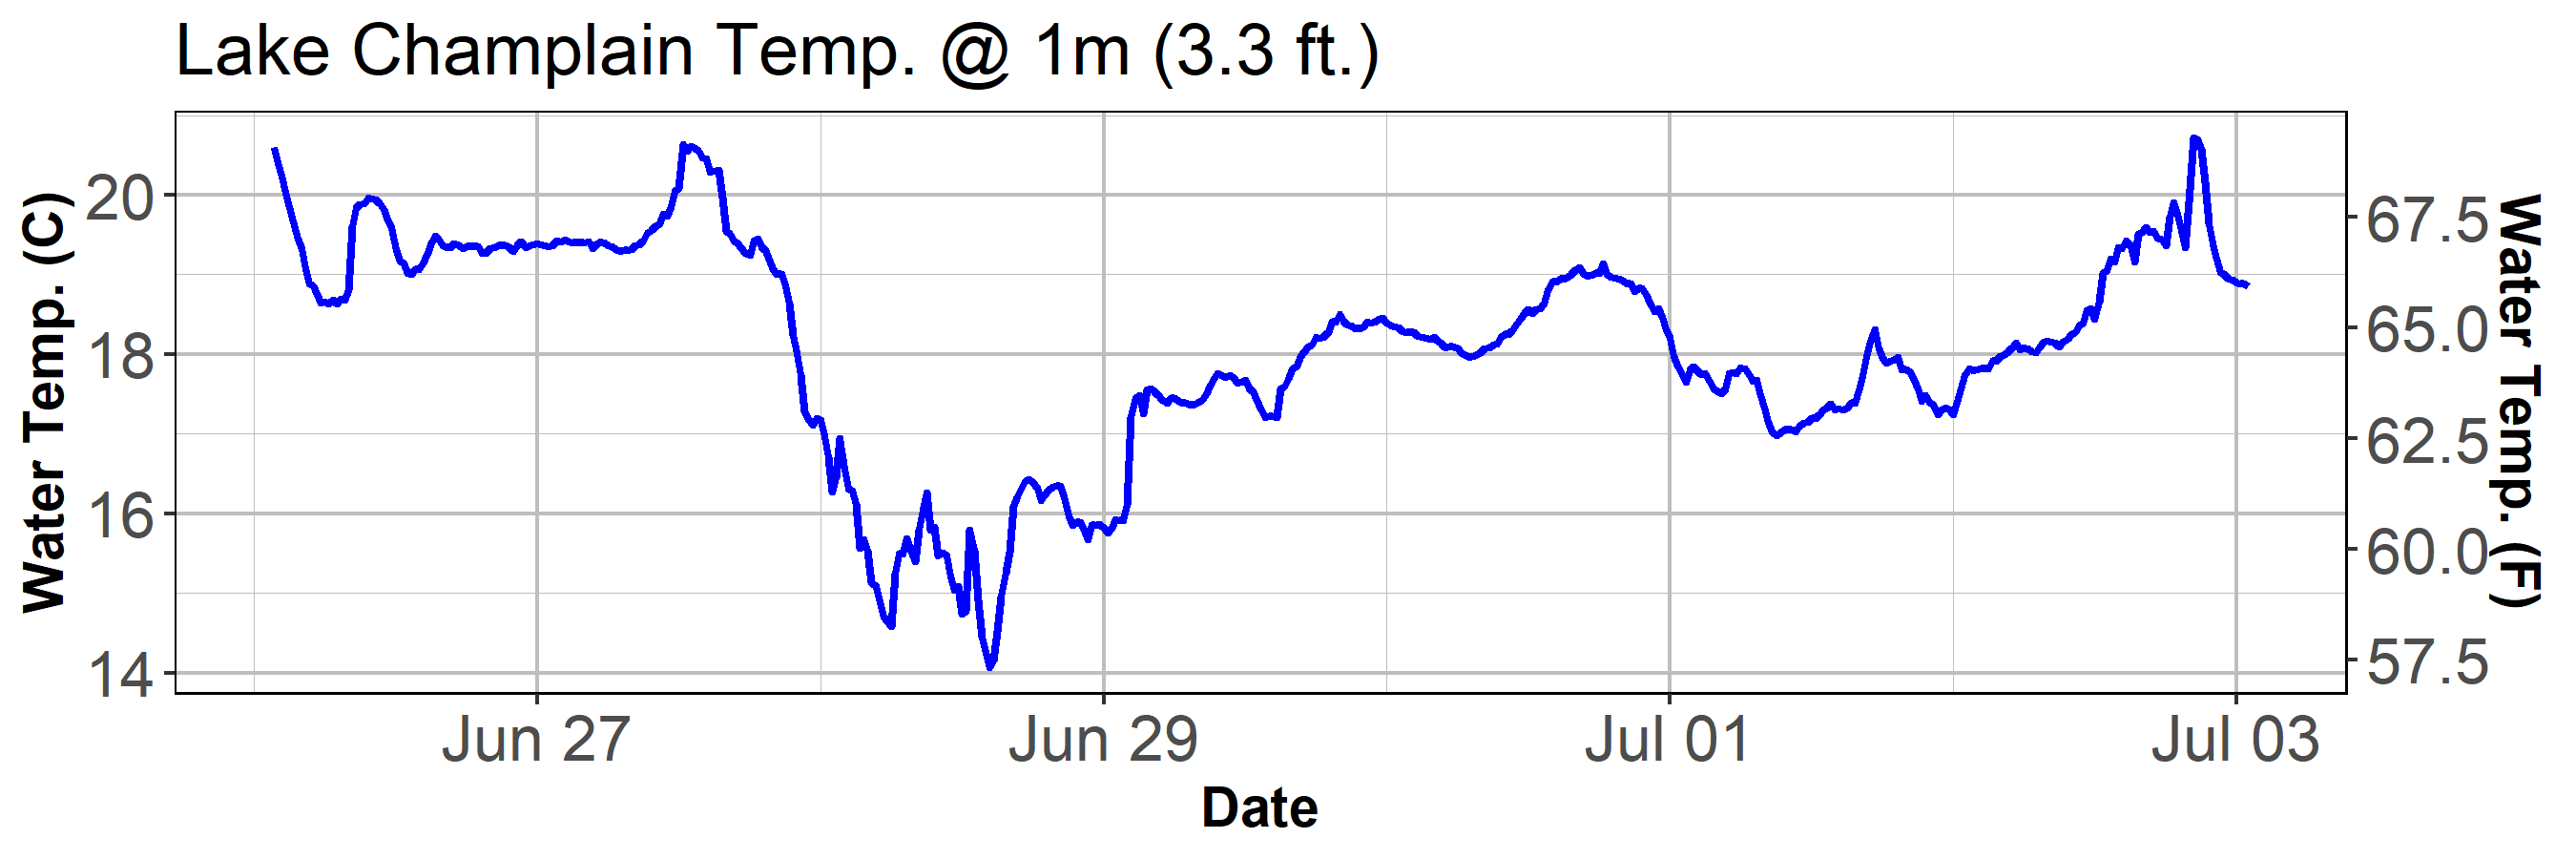 Lake Champlain Temp. @ 1m (3.3 ft.)
Water Temp. (C)
20
18
16
14
67.5
65.0
62.5
60.0
57.5
Water Temp. (F)
Jun 27
Jun 29
Jul 01
Jul 03
Date